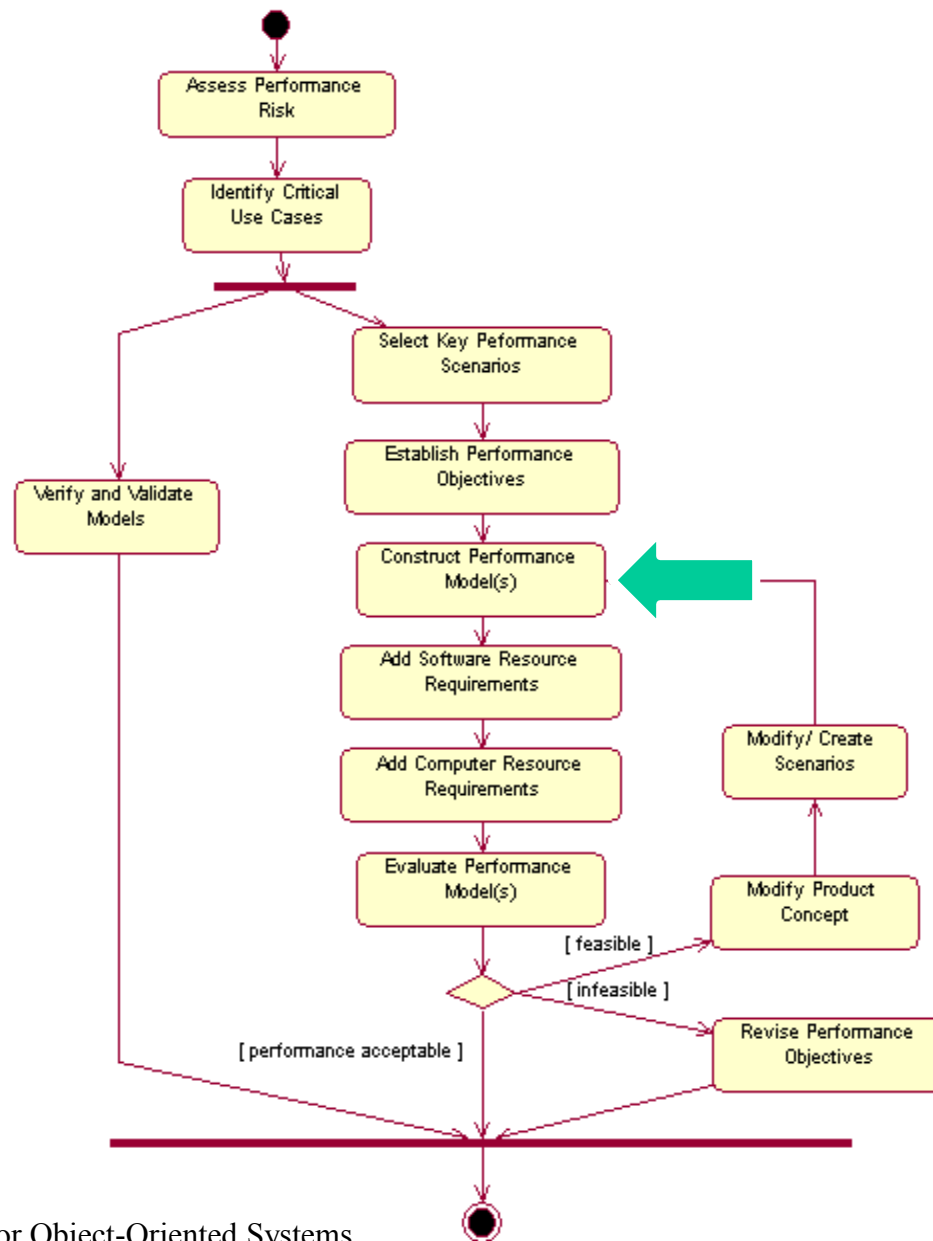 Assess Performance
Risk
Identify Critical
Use Cases
Select Key Peformance
Scenarios
Establish Performance
Objectives
Verify and Validate
Models
Construct Performance
Model(s)
Add Software Resource
Requirements
Modify/ Create
Scenarios
Add Computer Resource
Requirements
Evaluate Performance
Model(s)
Modify Product
Concept
[ feasible ]
[ infeasible ]
Revise Performance
Objectives
[ performance acceptable ]
or Object-Oriented Systems